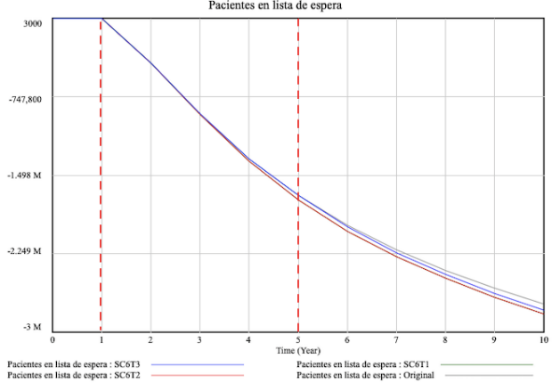 Pacientes en lista de espera
3000
-747,800
-1.498 M
-2.249 M
-3 M
0 1 2 3 4 5 6 7 8 9 10
Time (Year)
Pacientes en lista de espera : SC6T3 Pacientes en lista de espera : SC6T1
Pacientes en lista de espera : SC6T2 Pacientes en lista de espera : Original